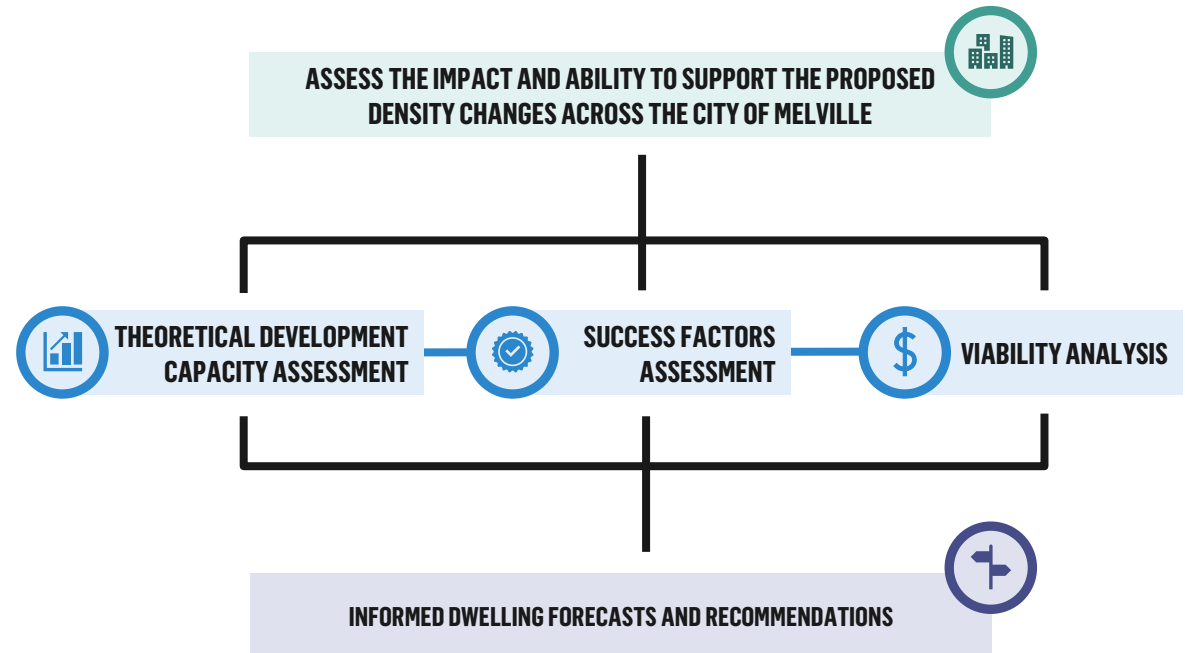 ASSESS THE IMPACT AND ABILITY TO SUPPORT THE PROPOSED
DENSITY CHANGES ACROSS THE CITY OF MELVILLE
THEORETICAL DEVELOPMENT
CAPACITY ASSESSMENT
SUCCESS FACTORS
ASSESSMENT
$
VIABILITY ANALYSIS
INFORMED DWELLING FORECASTS AND RECOMMENDATIONS